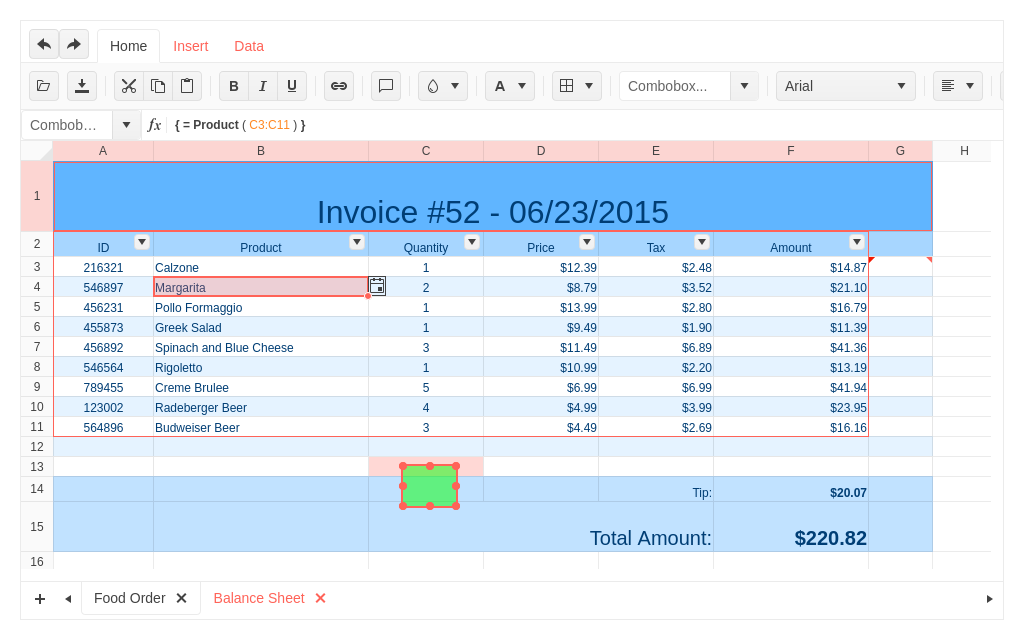 Home Insert Data
B I U A Combobox... Arial
Combob... fx { = Product ( C3:C11 ) }
A B C D E F G H
1 Invoice #52 - 06/23/2015
2 ID Product Quantity Price Tax Amount
3 216321 Calzone 1 $12.39 $2.48 $14.87
4 546897 Margarita 2 $8.79 $3.52 $21.10
5 456231 Pollo Formaggio 1 $13.99 $2.80 $16.79
6 455873 Greek Salad 1 $9.49 $1.90 $11.39
7 456892 Spinach and Blue Cheese 3 $11.49 $6.89 $41.36
8 546564 Rigoletto 1 $10.99 $2.20 $13.19
9 789455 Creme Brulee 5 $6.99 $6.99 $41.94
10 123002 Radeberger Beer 4 $4.99 $3.99 $23.95
11 564896 Budweiser Beer 3 $4.49 $2.69 $16.16
12
13
14 Tip: $20.07
15 Total Amount: $220.82
16
Food Order Balance Sheet